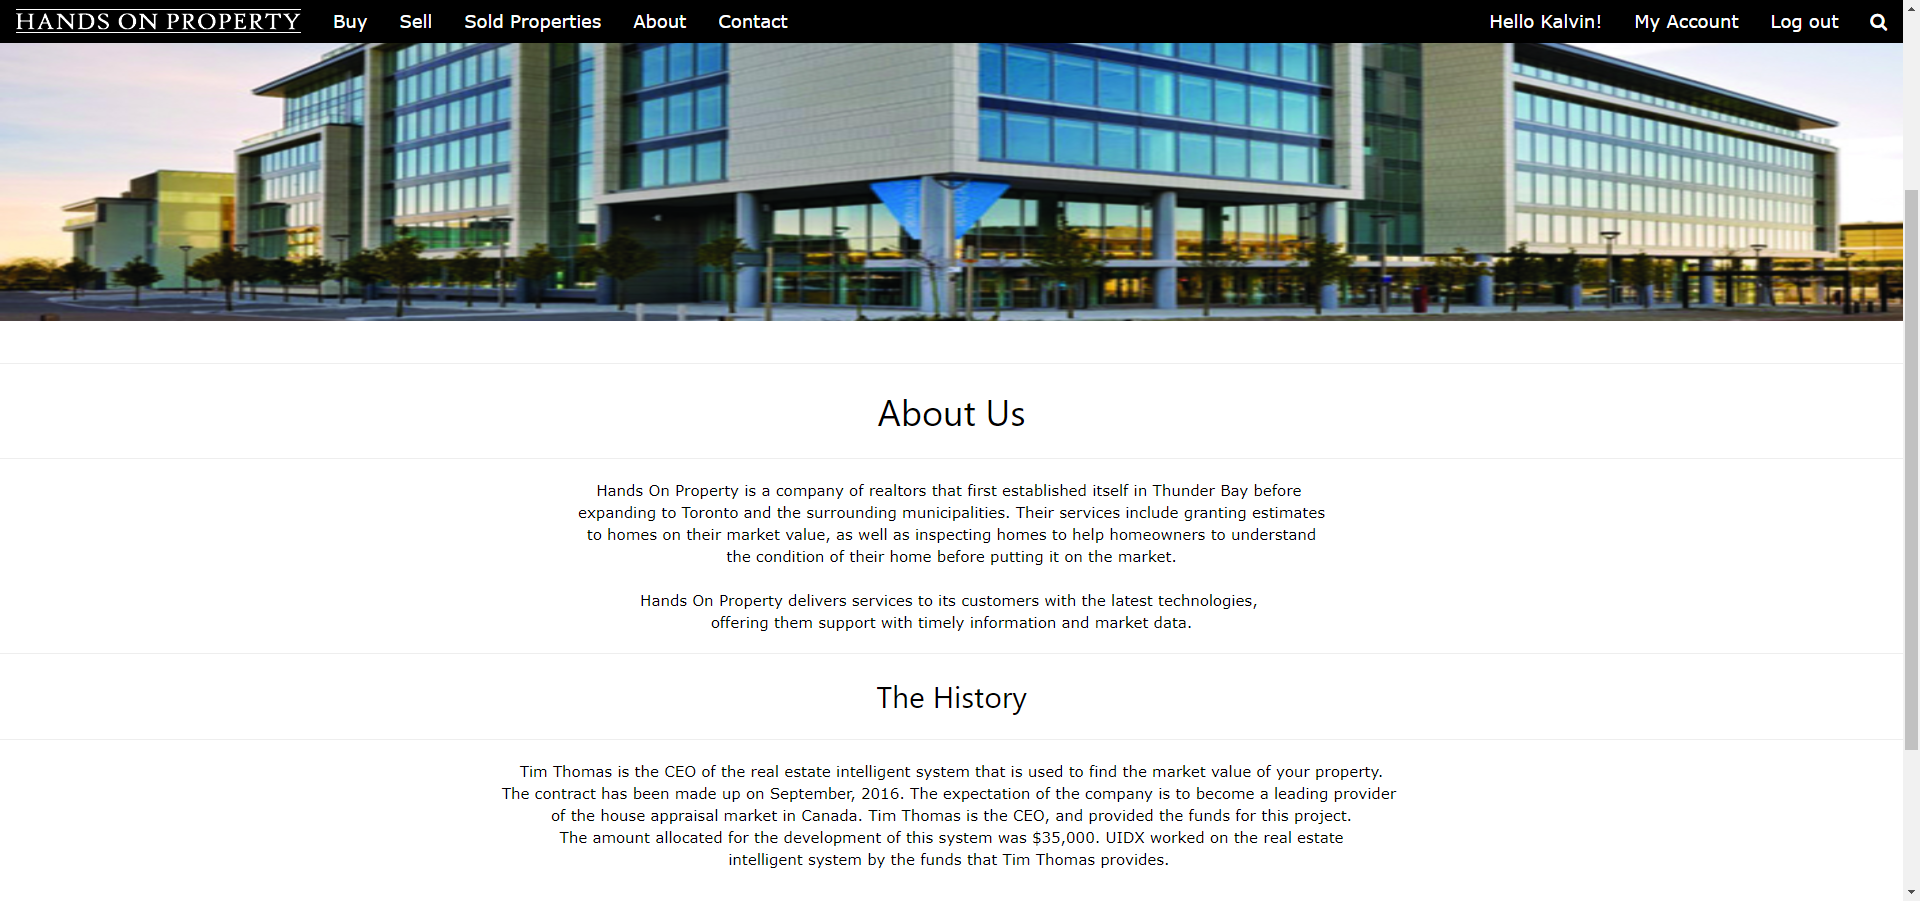 HANDS ON PROPERTY Buy Sell Sold Properties About Contact Hello Kalvin! My Account Log out
About Us
Hands On Property is a company of realtors that first established itself in Thunder Bay before
expanding to Toronto and the surrounding municipalities. Their services include granting estimates
to homes on their market value, as well as inspecting homes to help homeowners to understand
the condition of their home before putting it on the market.
Hands On Property delivers services to its customers with the latest technologies,
offering them support with timely information and market data.
The History
Tim Thomas is the CEO of the real estate intelligent system that is used to find the market value of your property.
The contract has been made up on September, 2016. The expectation of the company is to become a leading provider
of the house appraisal market in Canada. Tim Thomas is the CEO, and provided the funds for this project.
The amount allocated for the development of this system was $35,000. UIDX worked on the real estate
intelligent system by the funds that Tim Thomas provides.